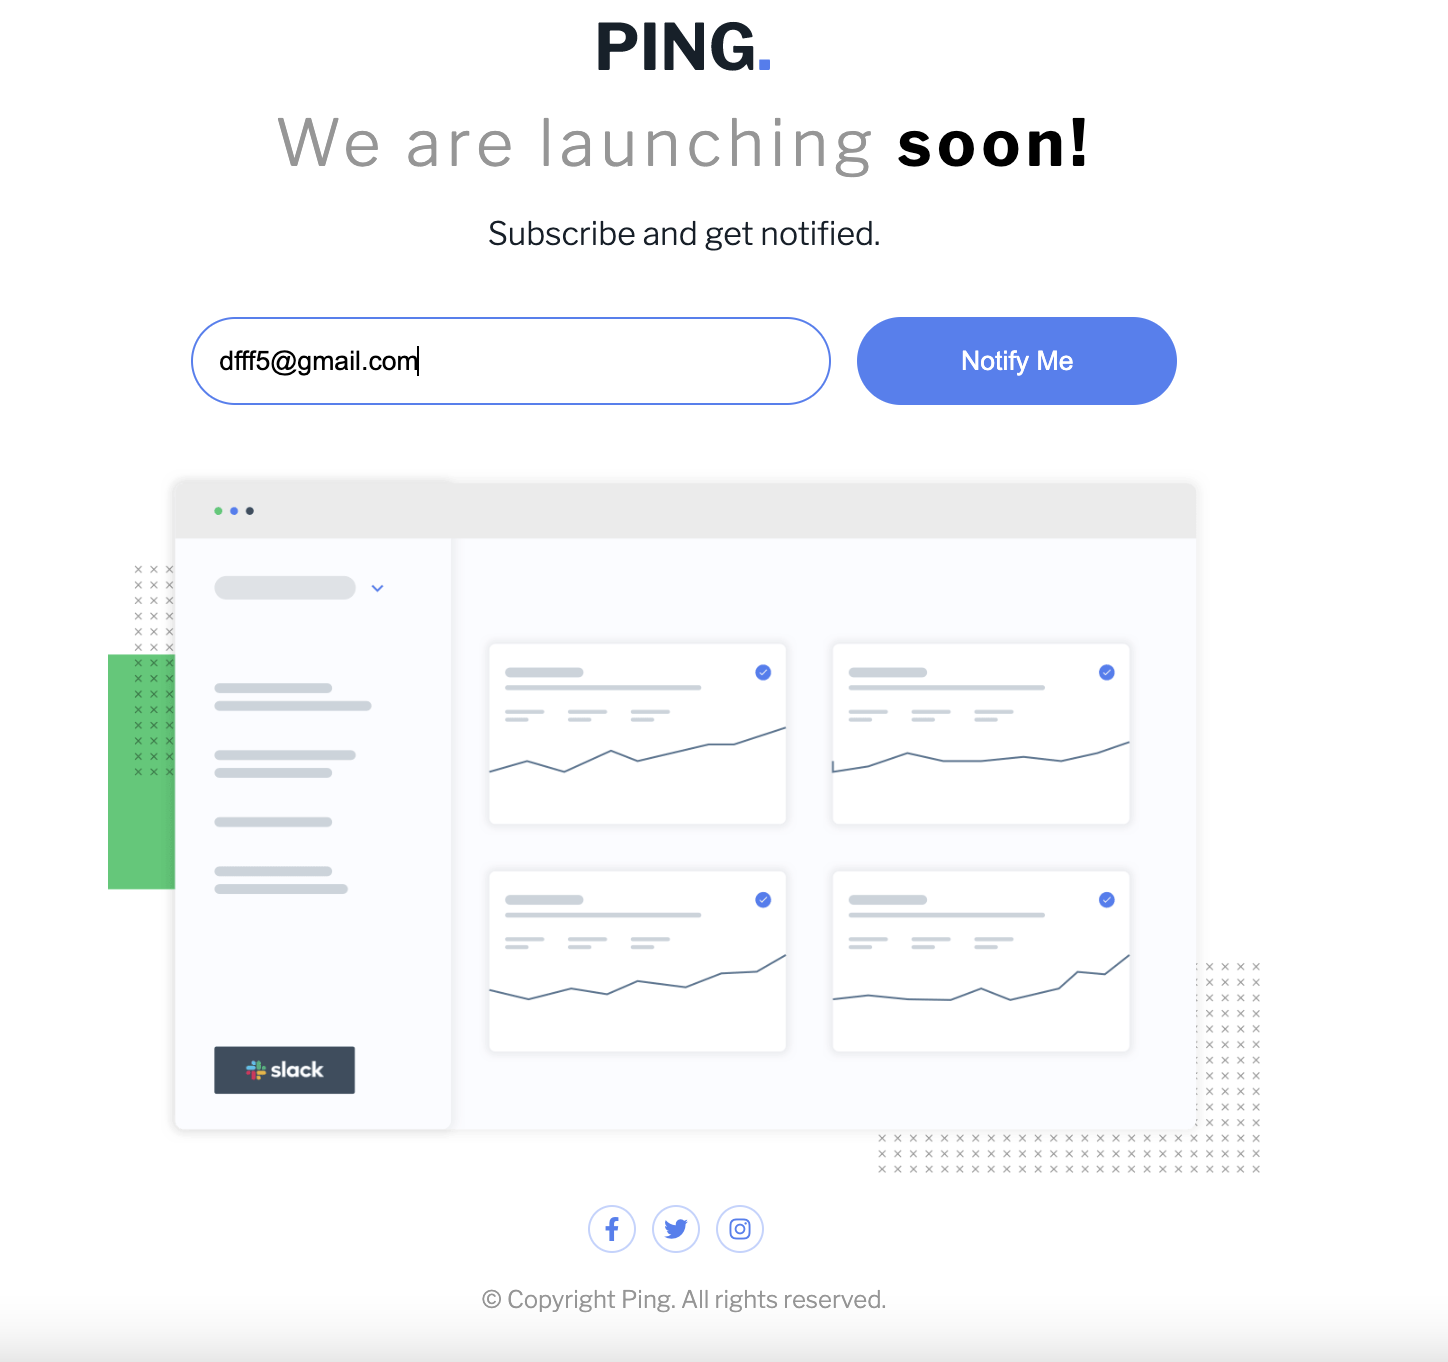 PING.
We are launching soon!
Subscribe and get notified.
dfff5@gmail.com
Notify Me
slack
© Copyright Ping. All rights reserved.